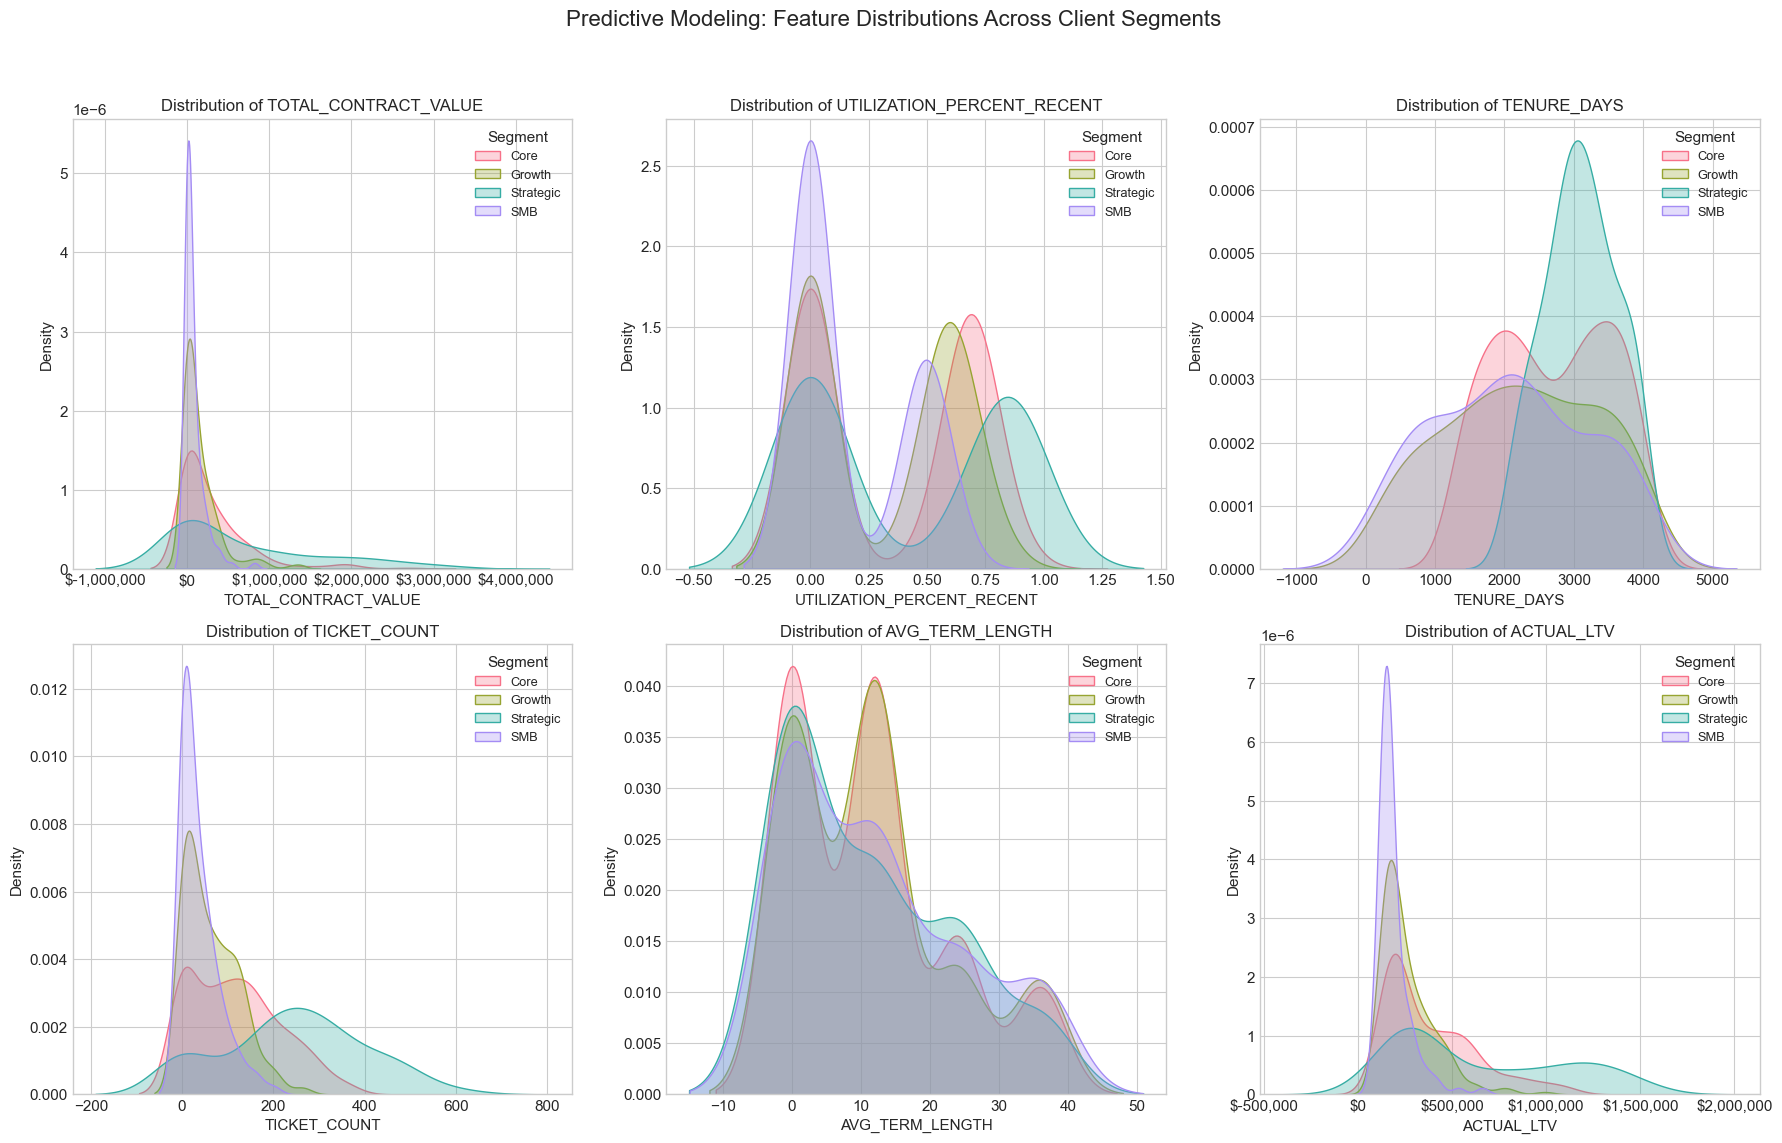 Predictive Modeling: Feature Distributions Across Client Segments
Distribution of TOTAL_CONTRACT_VALUE
1e−6
Density
5
4
3
2
1
0
$−1,000,000 $0 $1,000,000 $2,000,000 $3,000,000 $4,000,000
TOTAL_CONTRACT_VALUE
Segment
Core
Growth
Strategic
SMB
Distribution of UTILIZATION_PERCENT_RECENT
Density
2.5
2.0
1.5
1.0
0.5
0.0
−0.50 −0.25 0.00 0.25 0.50 0.75 1.00 1.25 1.50
UTILIZATION_PERCENT_RECENT
Segment
Core
Growth
Strategic
SMB
Distribution of TENURE_DAYS
Density
0.0007
0.0006
0.0005
0.0004
0.0003
0.0002
0.0001
0.0000
−1000 0 1000 2000 3000 4000 5000
TENURE_DAYS
Segment
Core
Growth
Strategic
SMB
Distribution of TICKET_COUNT
Density
0.012
0.010
0.008
0.006
0.004
0.002
0.000
−200 0 200 400 600 800
TICKET_COUNT
Segment
Core
Growth
Strategic
SMB
Distribution of AVG_TERM_LENGTH
Density
0.040
0.035
0.030
0.025
0.020
0.015
0.010
0.005
0.000
−10 0 10 20 30 40 50
AVG_TERM_LENGTH
Segment
Core
Growth
Strategic
SMB
Distribution of ACTUAL_LTV
1e−6
Density
7
6
5
4
3
2
1
0
$−500,000 $0 $500,000 $1,000,000 $1,500,000 $2,000,000
ACTUAL_LTV
Segment
Core
Growth
Strategic
SMB